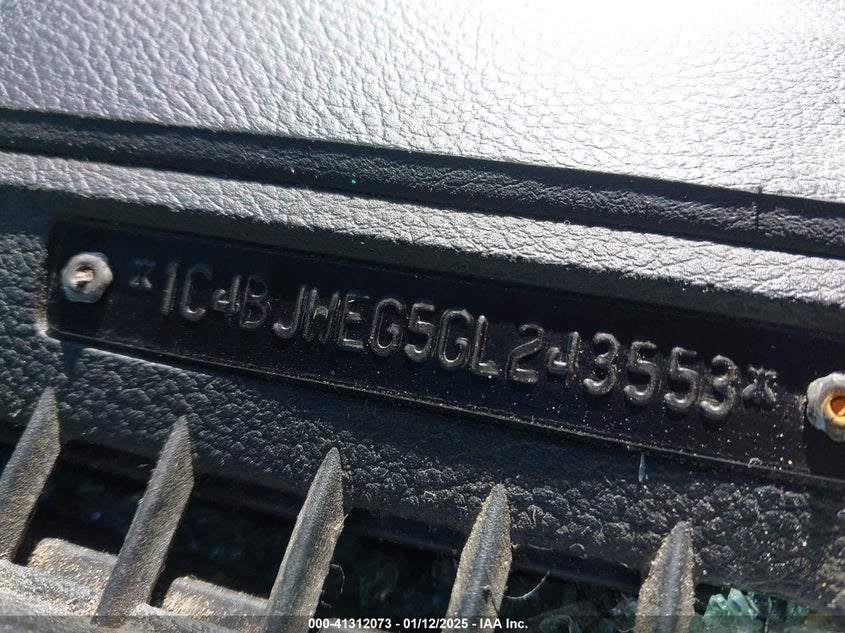 *1C4BJWEG5GL243553*
000-41312073 - 01/12/2025 - IAA Inc.